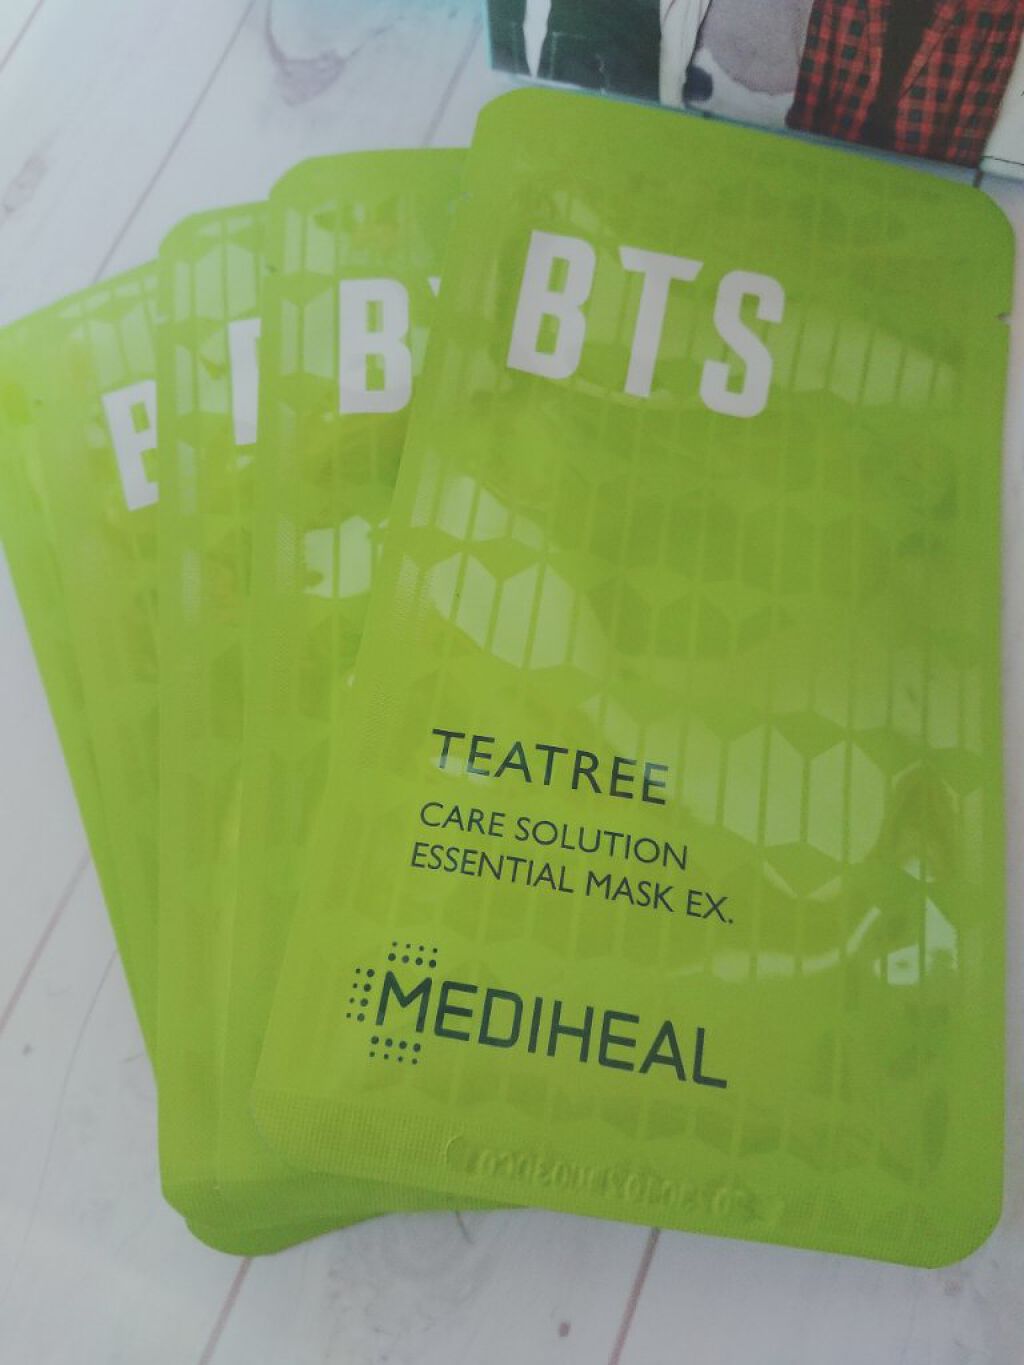 BTS
B
B
TEATREE
CARE SOLUTION
ESSENTIAL MASK EX.
MEDIHEAL